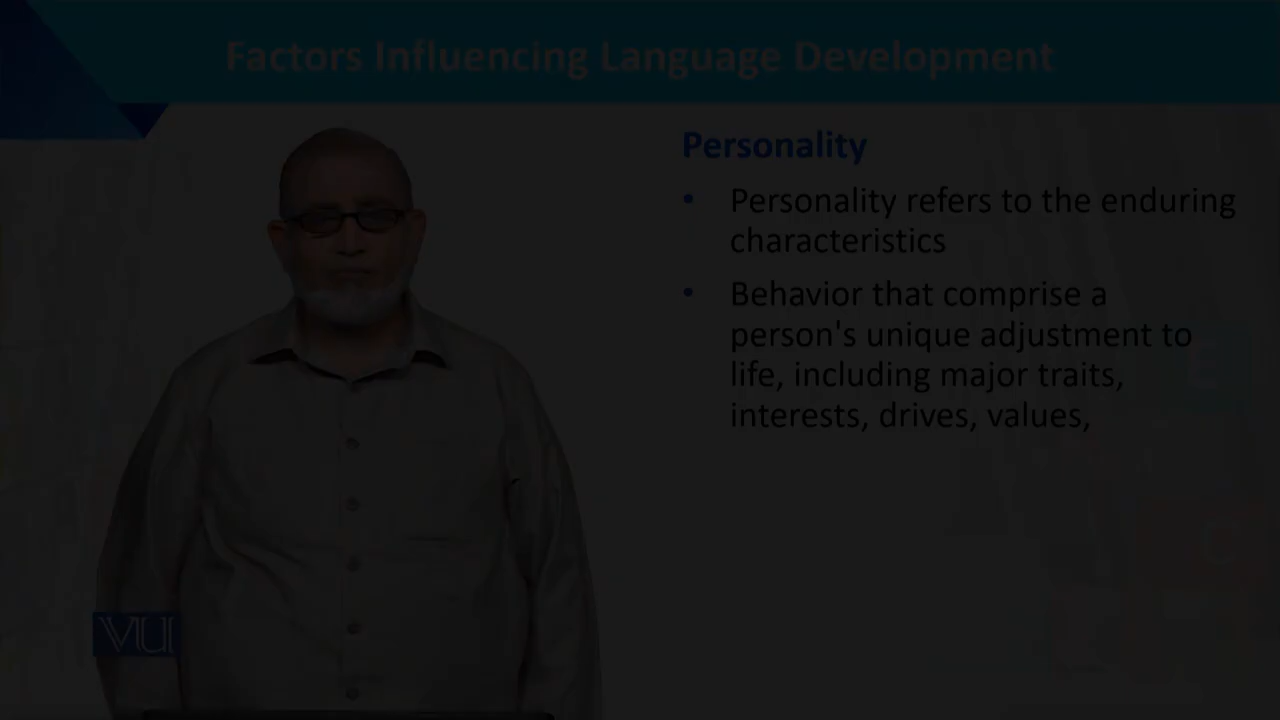 Factors Influencing Language Development
Personality
• Personality refers to the enduring
characteristics
• Behavior that comprise a
person's unique adjustment to
life, including major traits,
interests, drives, values,
VU